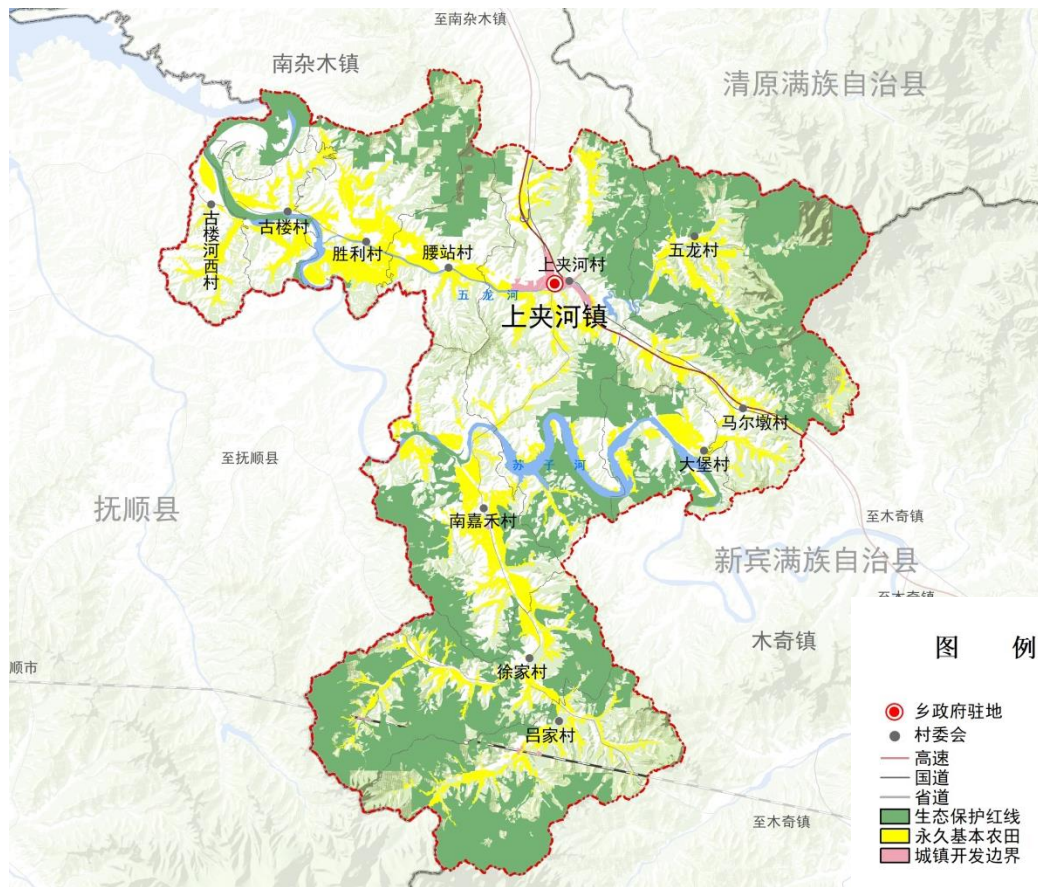 至南杂木镇
南杂木镇
清原满族自治县
古楼河西村
古楼村
胜利村
腰站村
上夹河村
五龙村
五龙河
上夹河镇
马尔墩村
大堡村
至抚顺县
苏子河
抚顺县
南嘉禾村
至木奇镇
新宾满族自治县
至木奇镇
木奇镇
徐家村
顺市
吕家村
至木奇镇
图 例
乡政府驻地
村委会
高速
国道
省道
生态保护红线
永久基本农田
城镇开发边界